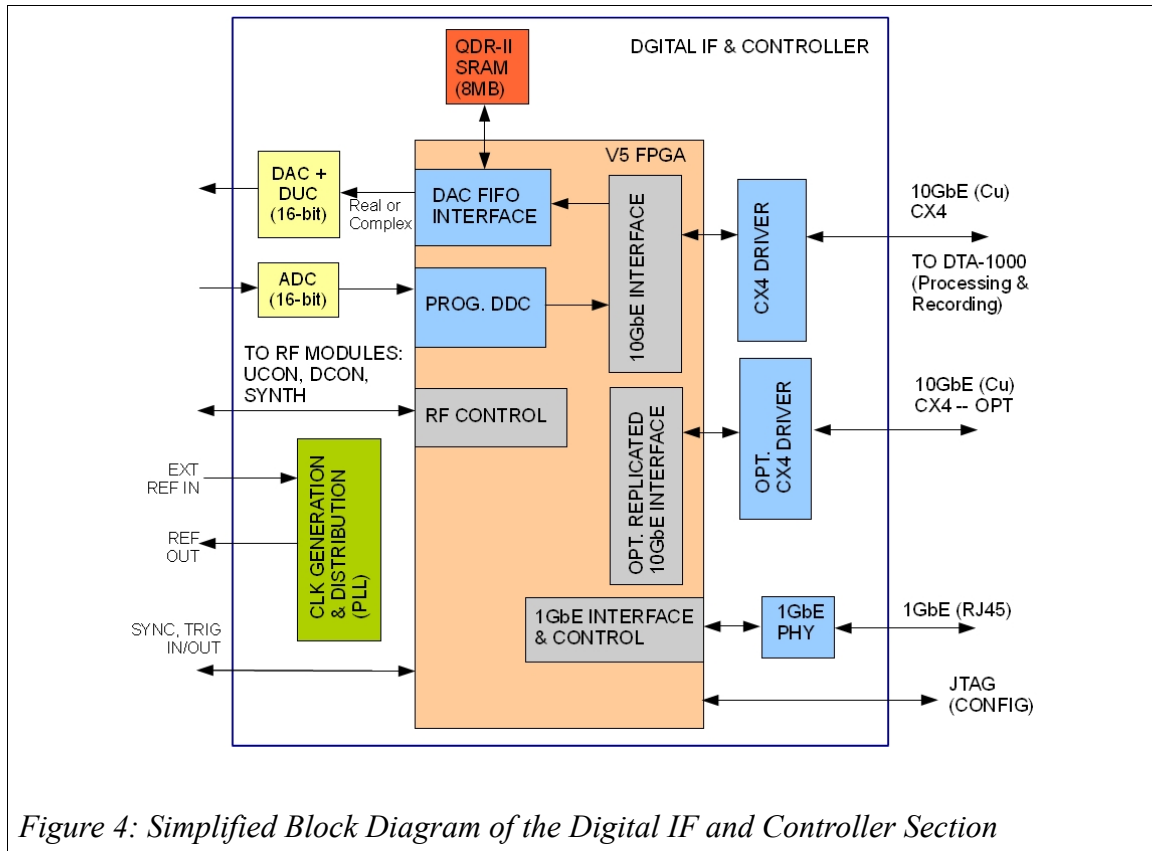 DGITAL IF & CONTROLLER
QDR-II
SRAM
(8MB)
V5 FPGA
DAC +
DUC
(16-bit)
Real or
Complex
DAC FIFO
INTERFACE
10GbE INTERFACE
CX4 DRIVER
10GbE (Cu)
CX4
TO DTA-1000
(Processing &
Recording)
ADC
(16-bit)
PROG. DDC
TO RF MODULES:
UCON, DCON,
SYNTH
RF CONTROL
OPT. REPLICATED
10GbE INTERFACE
OPT.
CX4 DRIVER
10GbE (Cu)
CX4 -- OPT
EXT
REF IN
REF
OUT
CLK GENERATION
& DISTRIBUTION
(PLL)
SYNC, TRIG
IN/OUT
1GbE INTERFACE
& CONTROL
1GbE
PHY
1GbE (RJ45)
JTAG
(CONFIG)
Figure 4: Simplified Block Diagram of the Digital IF and Controller Section